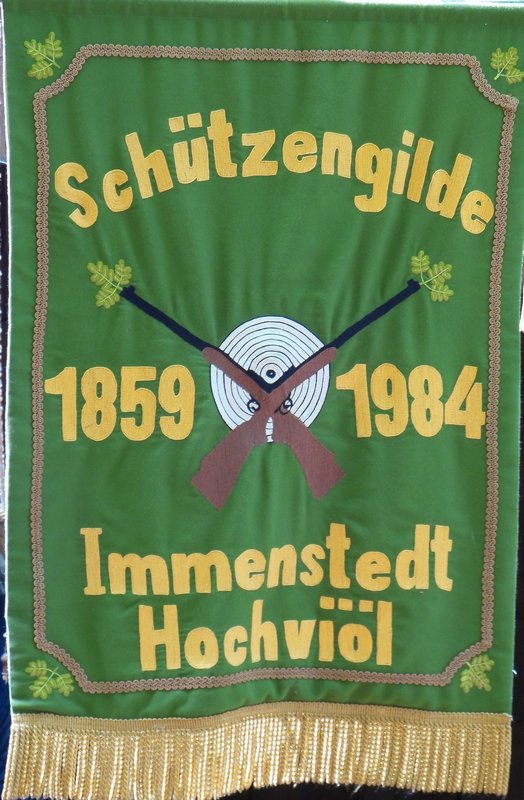 Schützengilde
1859 1984
Immenstedt
Hochviöl